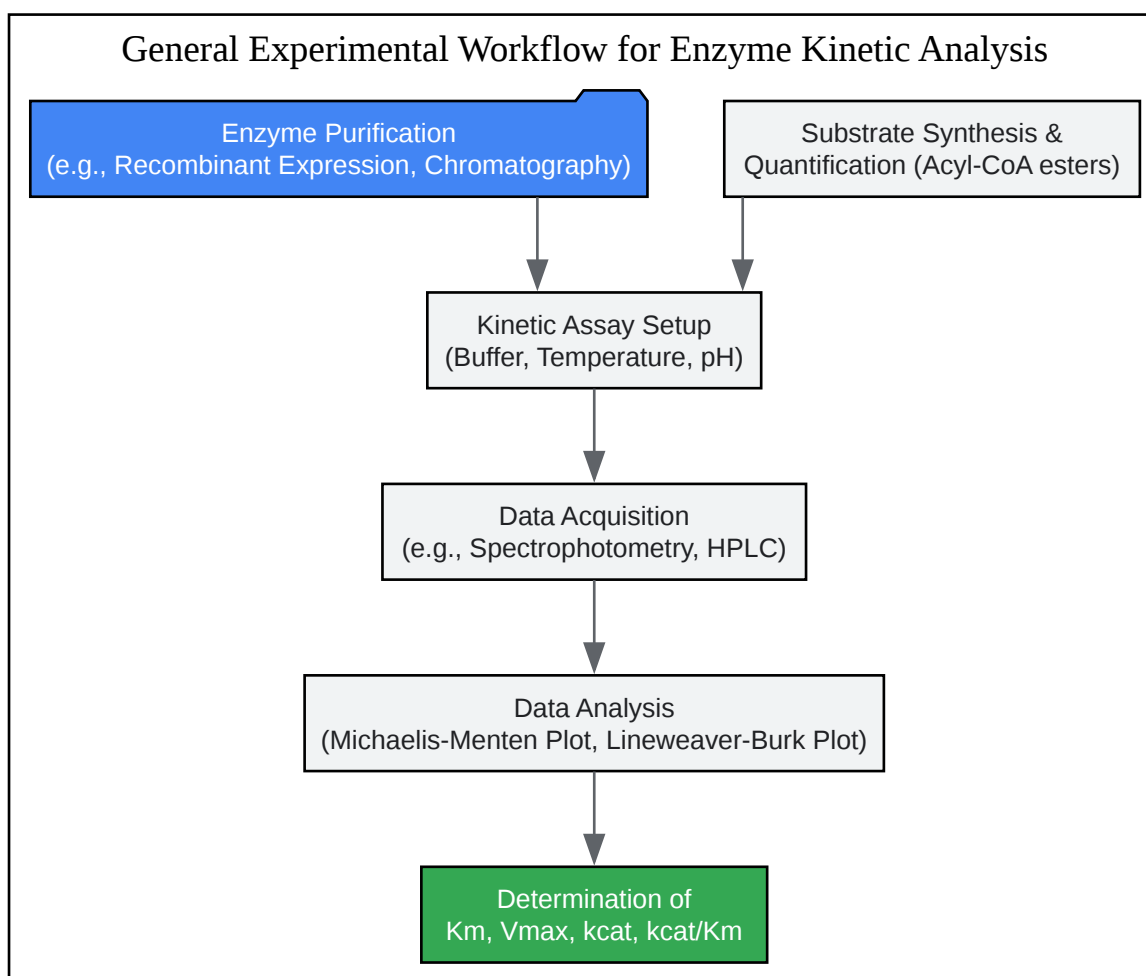 General Experimental Workflow for Enzyme Kinetic Analysis
Enzyme Purification
(e.g., Recombinant Expression, Chromatography)
Substrate Synthesis &
Quantification (Acyl-CoA esters)
Kinetic Assay Setup
(Buffer, Temperature, pH)
Data Acquisition
(e.g., Spectrophotometry, HPLC)
Data Analysis
(Michaelis-Menten Plot, Lineweaver-Burk Plot)
Determination of
Km, Vmax, kcat, kcat/Km